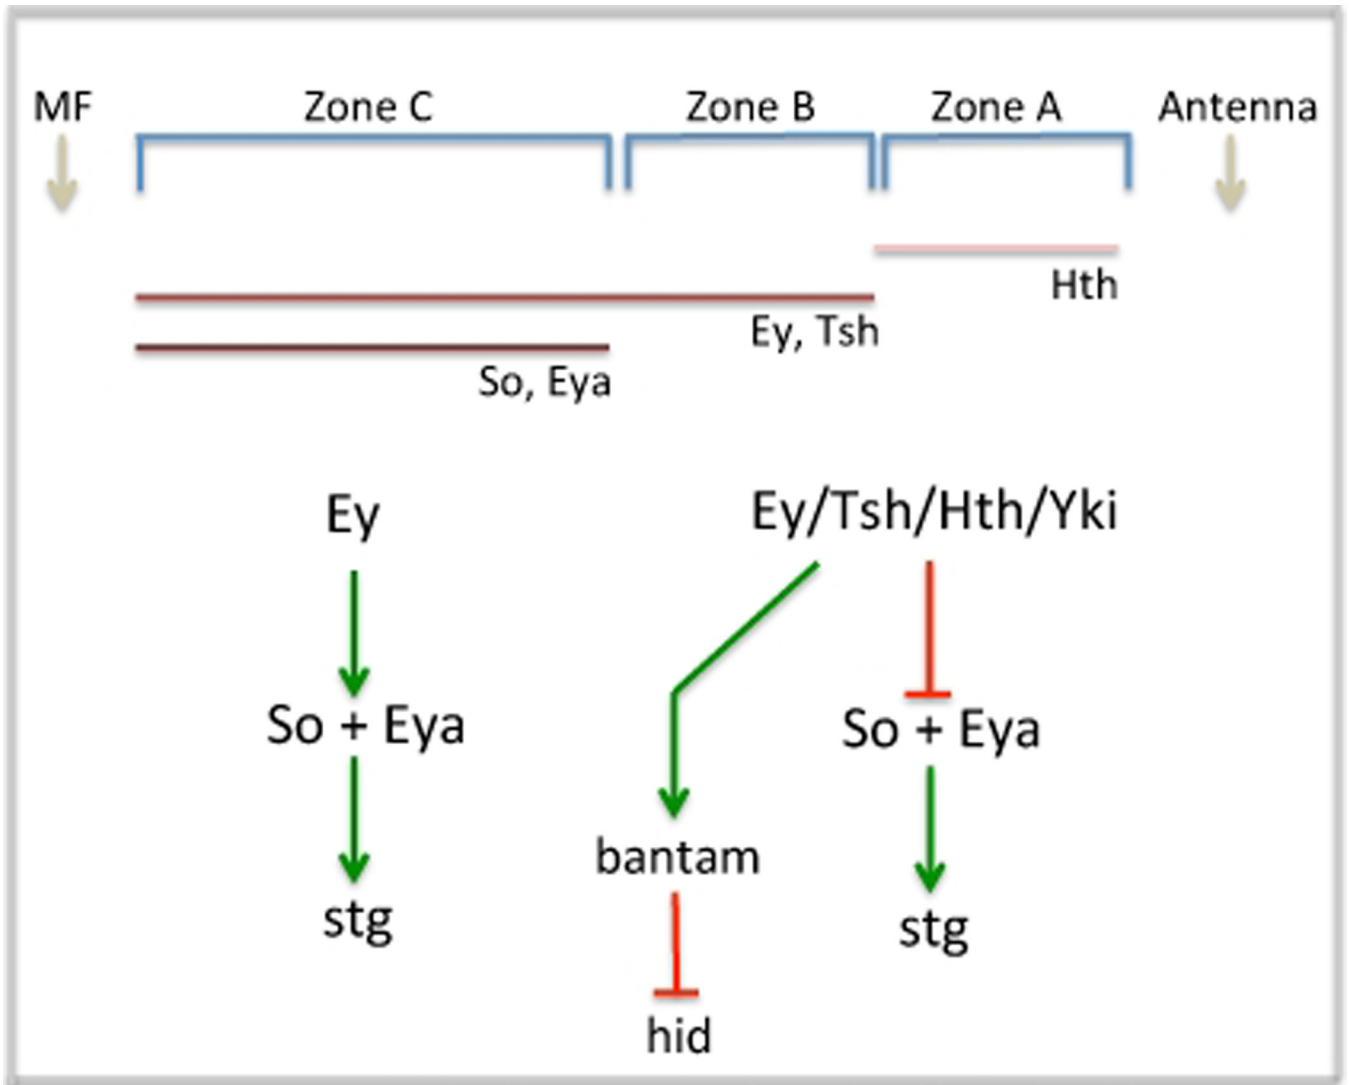 MF Zone C Zone B Zone A Antenna
Hth
Ey, Tsh
So, Eya
Ey Ey/Tsh/Hth/Yki
So + Eya So + Eya
bantam
stg stg
hid